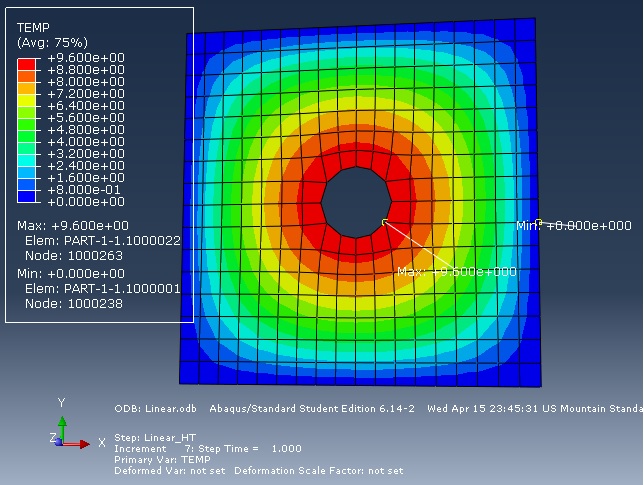 TEMP
(Avg: 75%)
+9.600e+00
+8.800e+00
+8.000e+00
+7.200e+00
+6.400e+00
+5.600e+00
+4.800e+00
+4.000e+00
+3.200e+00
+2.400e+00
+1.600e+00
+8.000e-01
+0.000e+00
Max: +9.600e+00
Elem: PART-1-1.1000022
Node: 1000263
Min: +0.000e+00
Elem: PART-1-1.1000001
Node: 1000238
Min: +0.000e+000
Max: +9.600e+000
Y
Z
X
ODB: Linear.odb Abaqus/Standard Student Edition 6.14-2 Wed Apr 15 23:45:31 US Mountain Standa
Step: Linear_HT
Increment 7: Step Time = 1.000
Primary Var: TEMP
Deformed Var: not set Deformation Scale Factor: not set